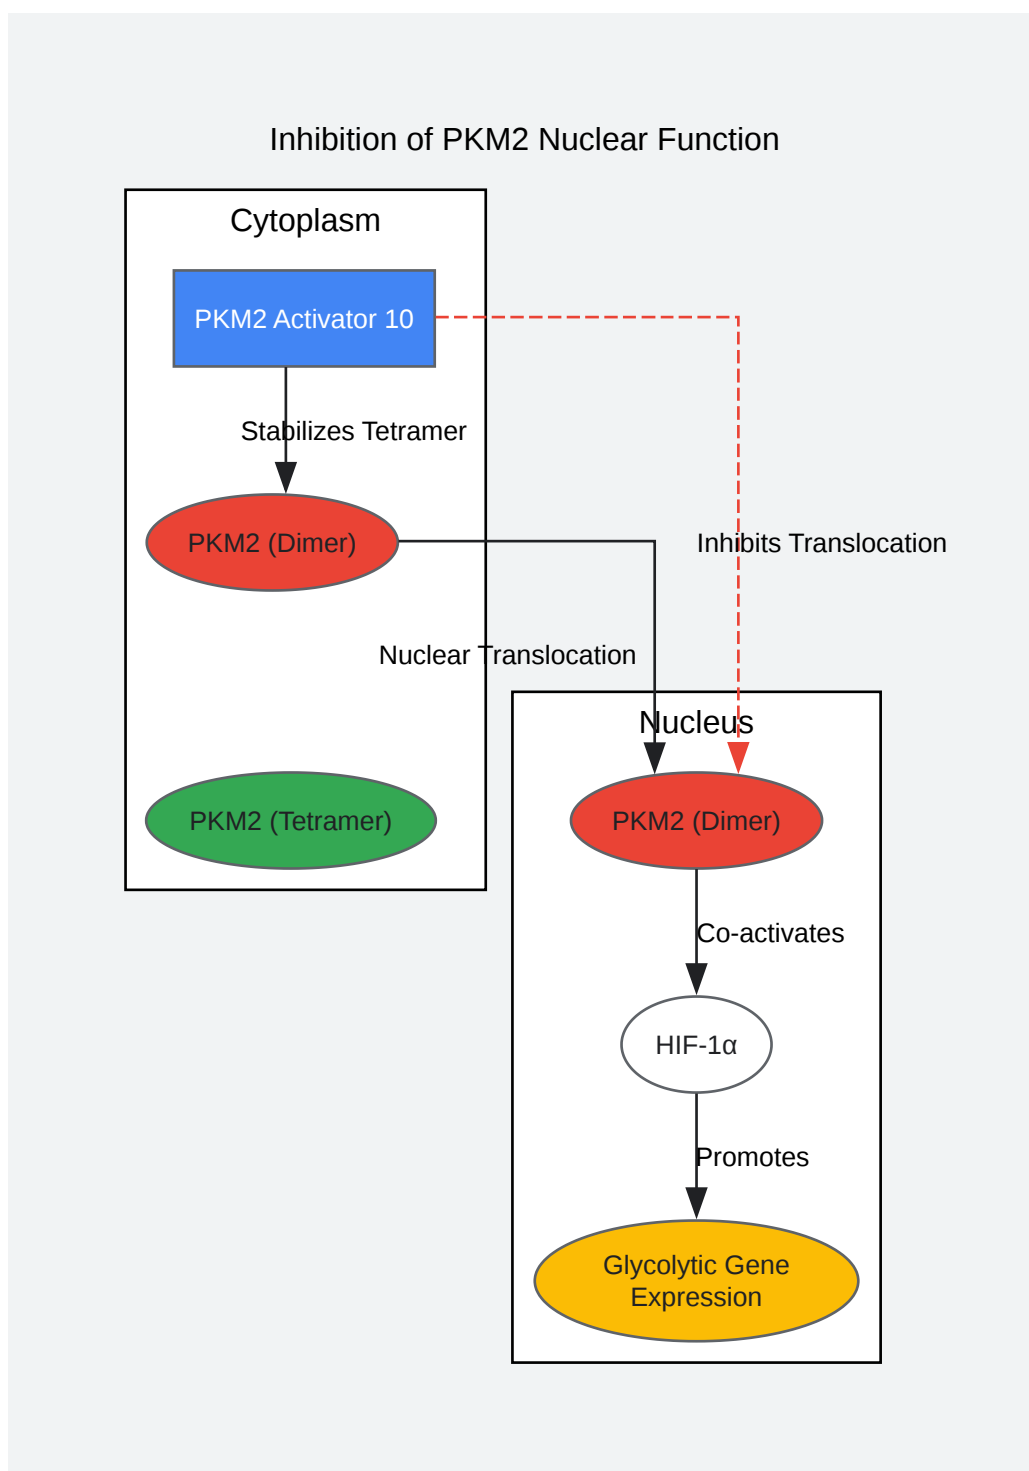 Inhibition of PKM2 Nuclear Function
Cytoplasm
PKM2 Activator 10
Stabilizes Tetramer
PKM2 (Dimer)
Inhibits Translocation
Nuclear Translocation
Nucleus
PKM2 (Tetramer)
PKM2 (Dimer)
Co-activates
HIF-1α
Promotes
Glycolytic Gene
Expression